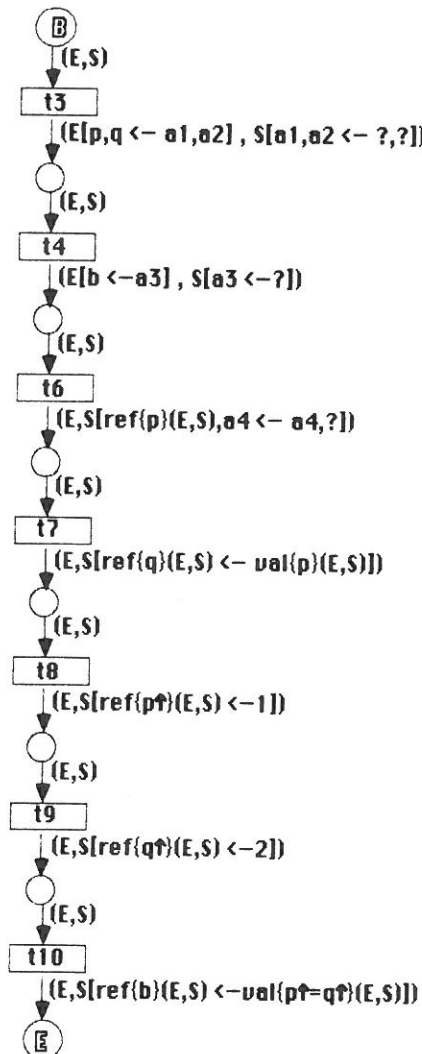 B
(E,S)
t3
(E[p,q <- a1,a2] , S[a1,a2 <- ?,?])
(E,S)
t4
(E[b <-a3] , S[a3 <-?])
(E,S)
t6
(E,S[ref{p}(E,S),a4 <- a4,?])
(E,S)
t7
(E,S[ref{q}(E,S) <- val{p}(E,S)])
(E,S)
t8
(E,S[ref{p↑}(E,S) <-1])
(E,S)
t9
(E,S[ref{q↑}(E,S) <-2])
(E,S)
t10
(E,S[ref{b}(E,S) <-val{p↑=q↑}(E,S)])
E